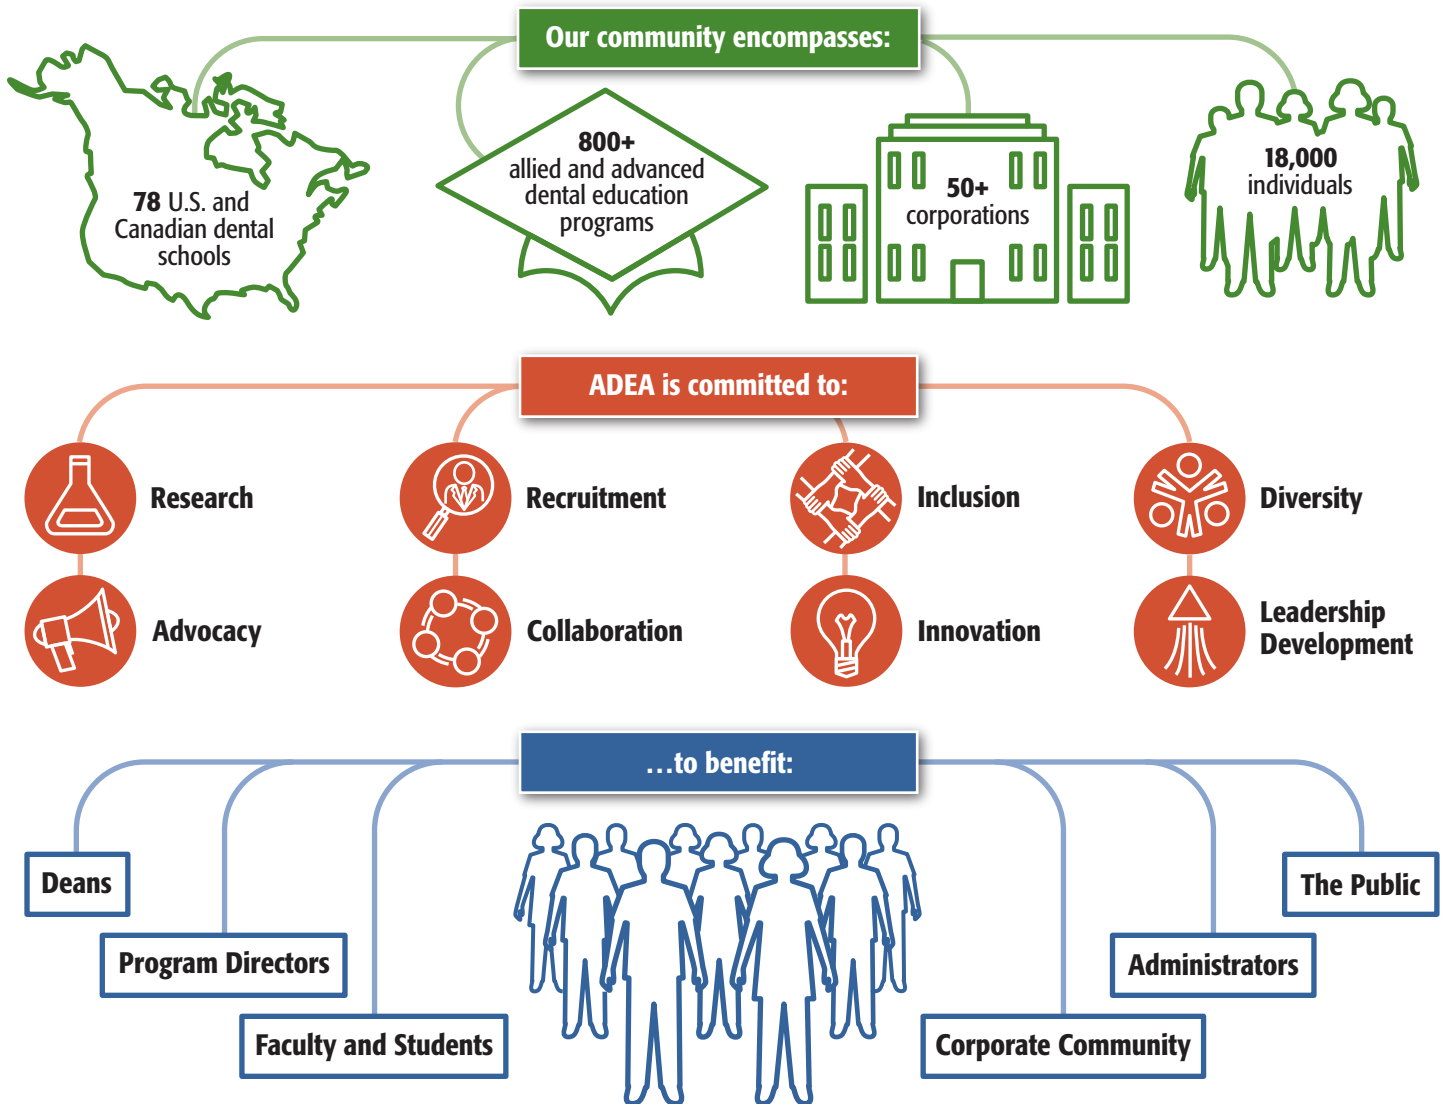 Our community encompasses:
78 U.S. and
Canadian dental
schools
800+
allied and advanced
dental education
programs
50+
corporations
18,000
individuals
ADEA is committed to:
Research
Recruitment
Inclusion
Diversity
Advocacy
Collaboration
Innovation
Leadership
Development
...to benefit:
Deans
Program Directors
Faculty and Students
Corporate Community
Administrators
The Public